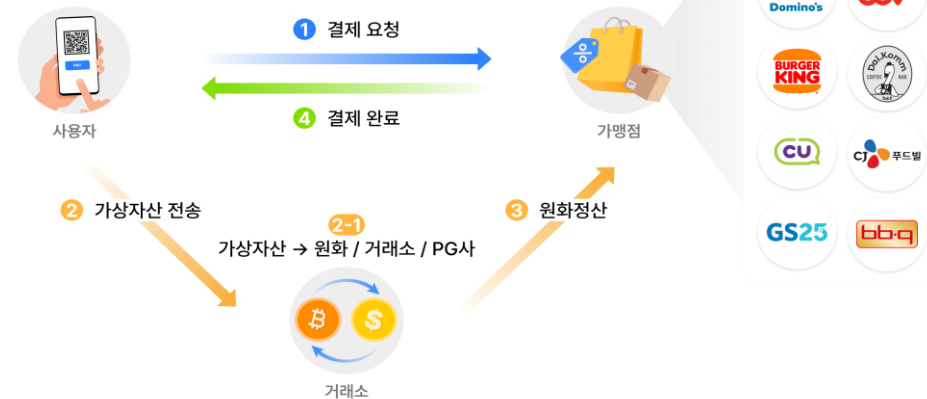 1 결제 요청
4 결제 완료
사용자
가맹점
2 가상자산 전송
2-1
가상자산 → 원화 / 거래소 / PG사
3 원화정산
거래소
Domino's
CGV
BURGER
KING
Dal.Komm
COFFEE BAR
CU
CJ 푸드빌
GS25
bb.q